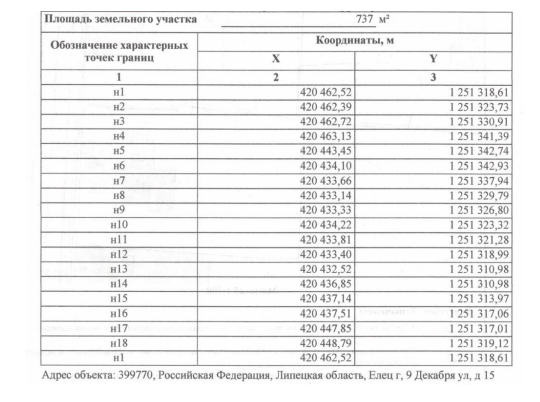 Площадь земельного участка 737 м²
Обозначение характерных точек границ Координаты, м
X Y
1 2 3
н1 420 462,52 1 251 318,61
н2 420 462,39 1 251 323,73
н3 420 462,72 1 251 330,91
н4 420 463,13 1 251 341,39
н5 420 443,45 1 251 342,74
н6 420 434,10 1 251 342,93
н7 420 433,66 1 251 337,94
н8 420 433,14 1 251 329,79
н9 420 433,33 1 251 326,80
н10 420 434,22 1 251 323,32
н11 420 433,81 1 251 321,28
н12 420 433,40 1 251 318,99
н13 420 432,52 1 251 310,98
н14 420 436,85 1 251 310,98
н15 420 437,14 1 251 313,97
н16 420 437,51 1 251 317,06
н17 420 447,85 1 251 317,01
н18 420 448,79 1 251 319,12
н1 420 462,52 1 251 318,61
Адрес объекта: 399770, Российская Федерация, Липецкая область, Елец г, 9 Декабря ул, д 15